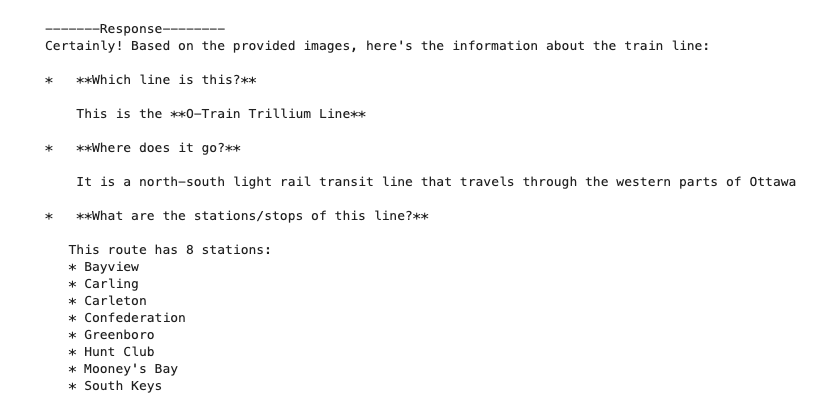 -------Response--------
Certainly! Based on the provided images, here's the information about the train line:
*   **Which line is this?**
This is the **O-Train Trillium Line**
*   **Where does it go?**
It is a north-south light rail transit line that travels through the western parts of Ottawa
*   **What are the stations/stops of this line?**
This route has 8 stations:
* Bayview
* Carling
* Carleton
* Confederation
* Greenboro
* Hunt Club
* Mooney's Bay
* South Keys